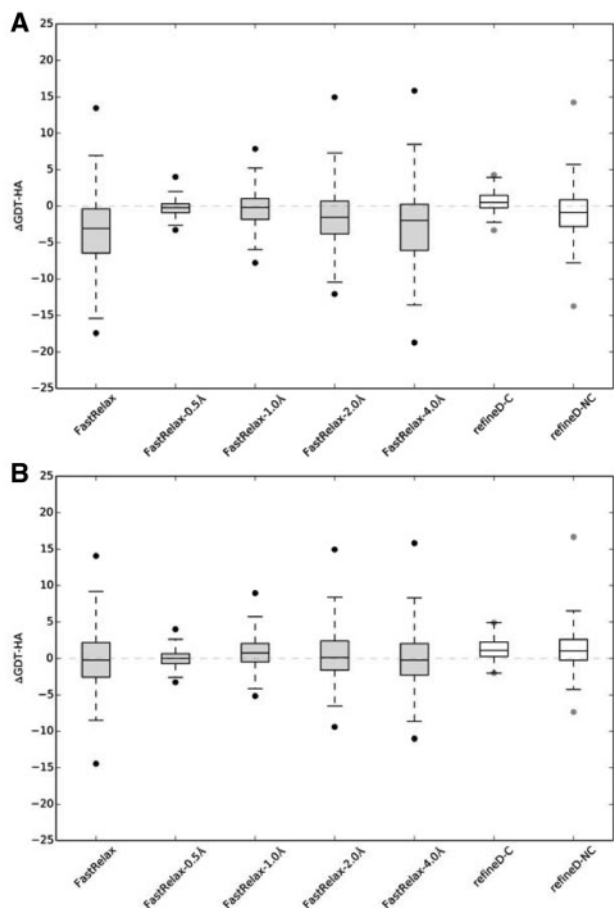 A
25
20
15
10
5
0
−5
−10
−15
−20
−25
ΔGDT-HA
FastRelax
FastRelax-0.5Å
FastRelax-1.0Å
FastRelax-2.0Å
FastRelax-4.0Å
refineD-C
refineD-NC
B
25
20
15
10
5
0
−5
−10
−15
−20
−25
ΔGDT-HA
FastRelax
FastRelax-0.5Å
FastRelax-1.0Å
FastRelax-2.0Å
FastRelax-4.0Å
refineD-C
refineD-NC